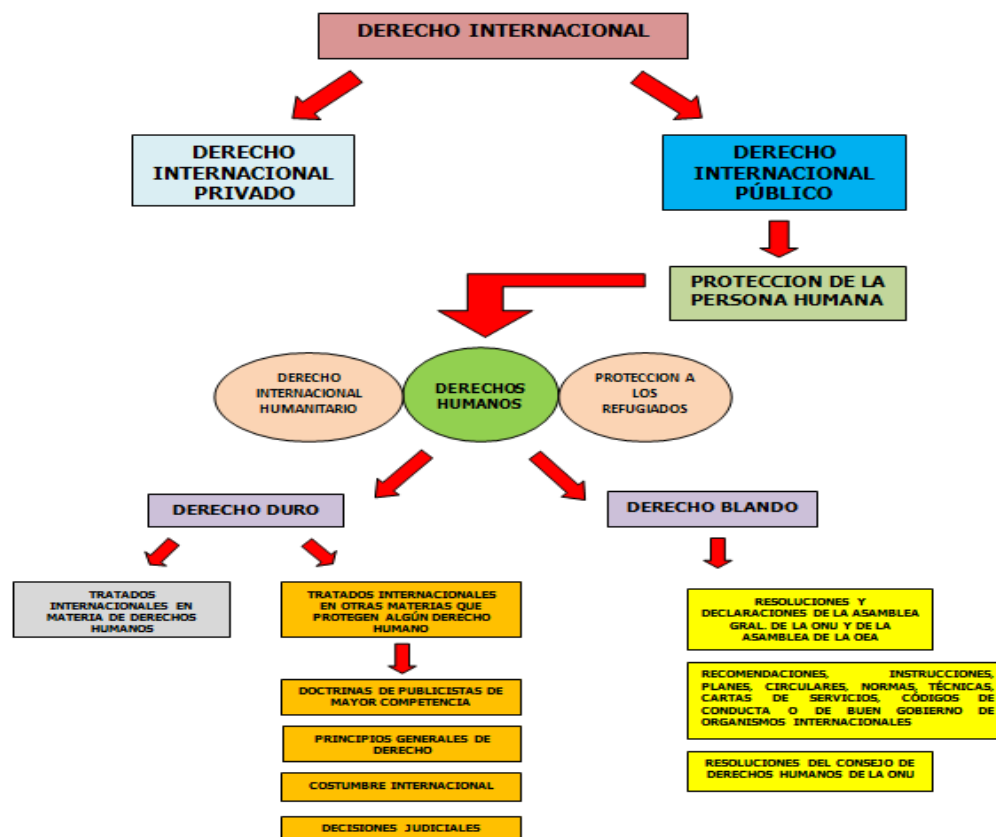 DERECHO INTERNACIONAL
DERECHO
INTERNACIONAL
PRIVADO
DERECHO
INTERNACIONAL
PÚBLICO
PROTECCION DE LA
PERSONA HUMANA
DERECHO
INTERNACIONAL
HUMANITARIO
DERECHOS
HUMANOS
PROTECCION A
LOS
REFUGIADOS
DERECHO DURO
DERECHO BLANDO
TRATADOS
INTERNACIONALES EN
MATERIA DE DERECHOS
HUMANOS
TRATADOS INTERNACIONALES
EN OTRAS MATERIAS QUE
PROTEGEN ALGÚN DERECHO
HUMANO
DOCTRINAS DE PUBLICISTAS DE
MAYOR COMPETENCIA
PRINCIPIOS GENERALES DE
DERECHO
COSTUMBRE INTERNACIONAL
DECISIONES JUDICIALES
RESOLUCIONES Y
DECLARACIONES DE LA ASAMBLEA
GRAL. DE LA ONU Y DE LA
ASAMBLEA DE LA OEA
RECOMENDACIONES, INSTRUCCIONES,
PLANES, CIRCULARES, NORMAS, TÉCNICAS,
CARTAS DE SERVICIOS, CÓDIGOS DE
CONDUCTA O DE BUEN GOBIERNO DE
ORGANISMOS INTERNACIONALES
RESOLUCIONES DEL CONSEJO DE
DERECHOS HUMANOS DE LA ONU